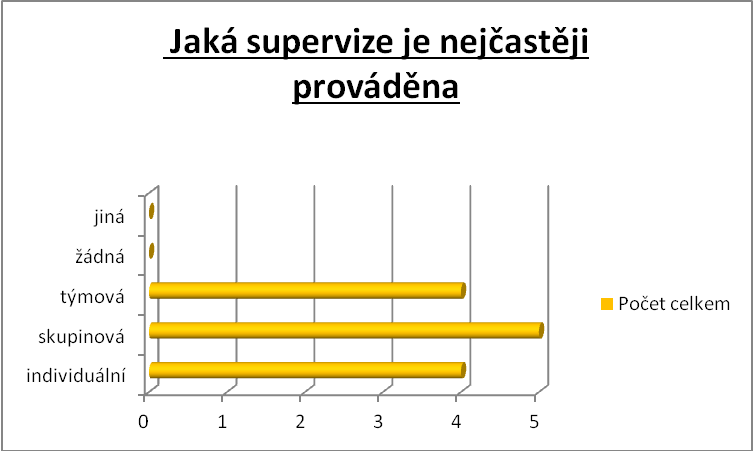 Jaká supervize je nejčastěji
prováděna
jiná
žádná
týmová
skupinová
individuální
0 1 2 3 4 5
Počet celkem